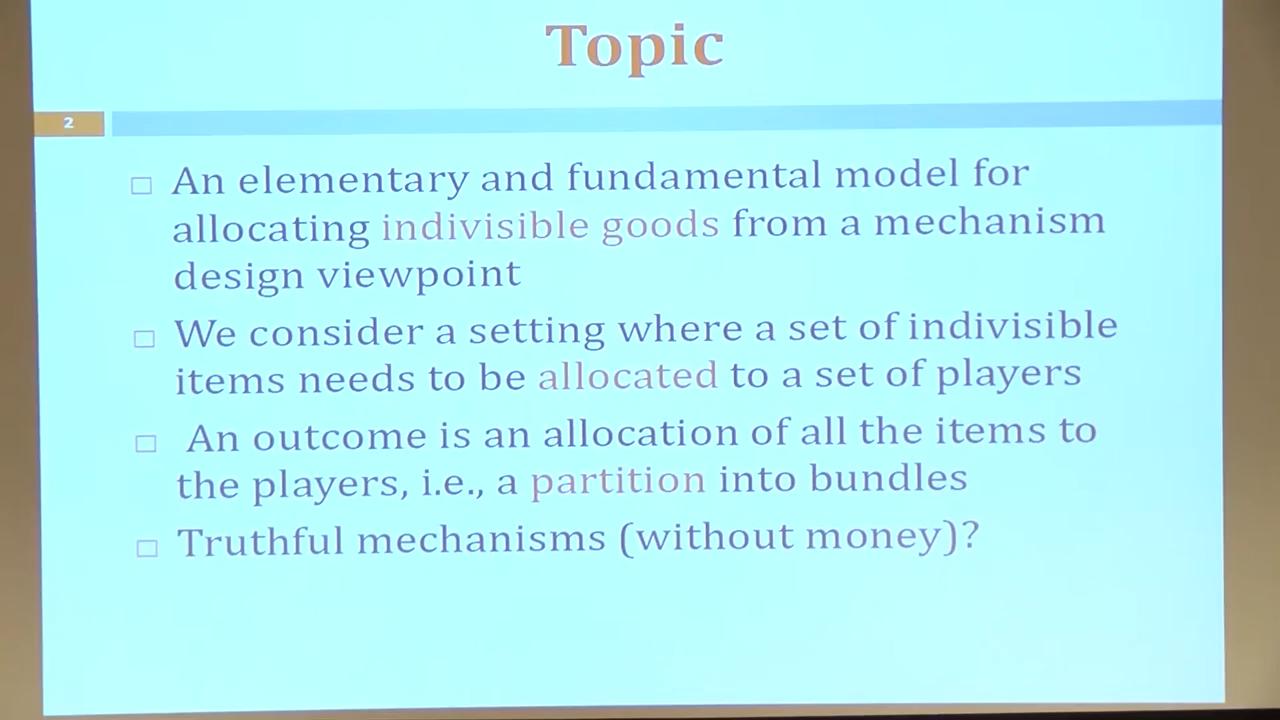 Topic
2
An elementary and fundamental model for
allocating indivisible goods from a mechanism
design viewpoint
We consider a setting where a set of indivisible
items needs to be allocated to a set of players
An outcome is an allocation of all the items to
the players, i.e., a partition into bundles
Truthful mechanisms (without money)?